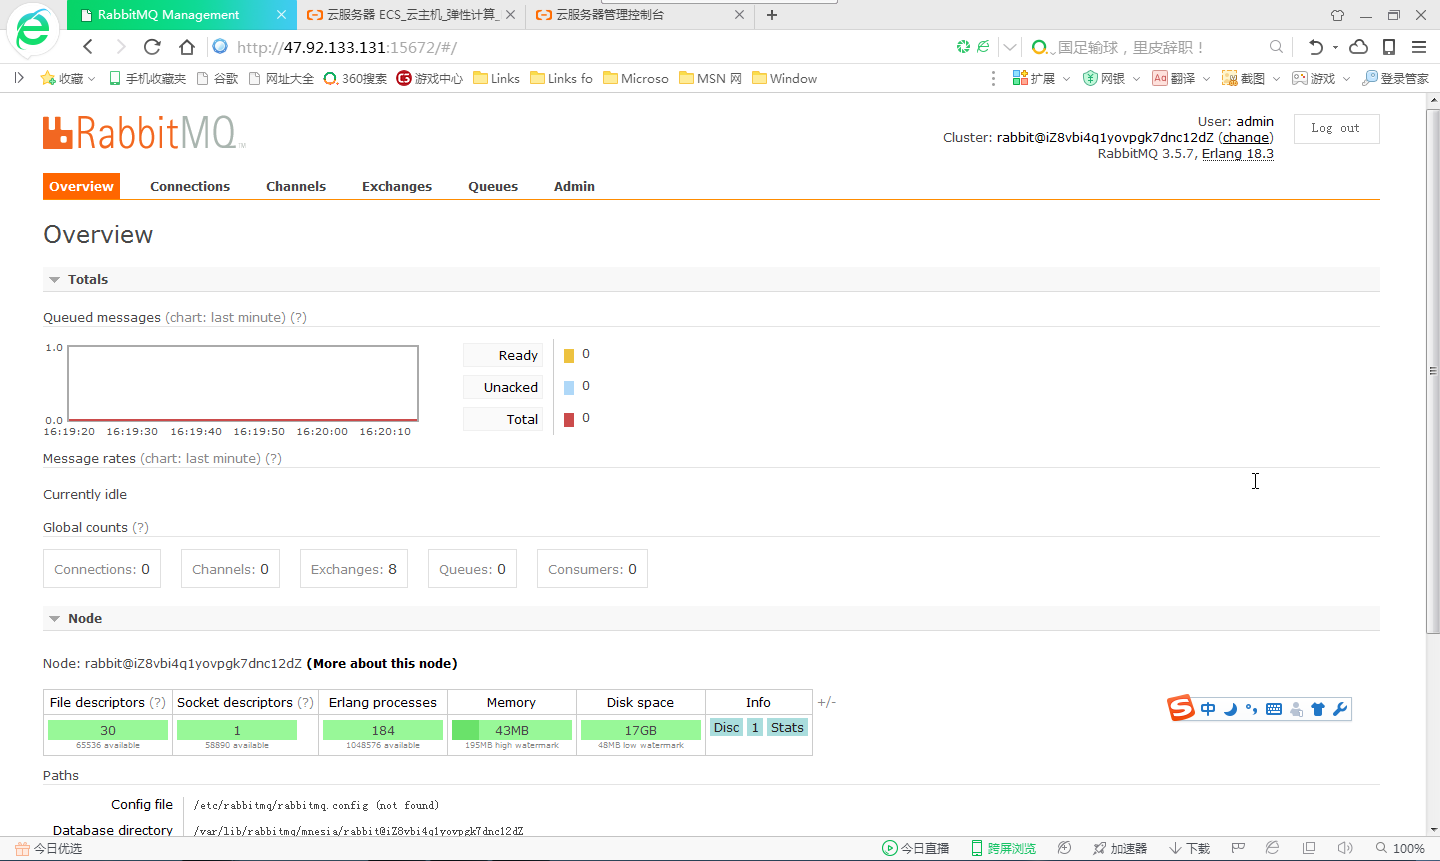 RabbitMQ Management
云服务器 ECS_云主机_弹性计算_
云服务器管理控制台
http://47.92.133.131:15672/#/
国足输球，里皮辞职！
收藏 手机收藏夹 谷歌 网址大全 360搜索 游戏中心 Links Links fo Microso MSN 网 Window 扩展 网银 翻译 截图 游戏 登录管家
RabbitMQ TM
User: admin
Log out
Cluster: rabbit@iZ8vbi4q1yovpgk7dnc12dZ (change)
RabbitMQ 3.5.7, Erlang 18.3
Overview Connections Channels Exchanges Queues Admin
Overview
Totals
Queued messages (chart: last minute) (?)
1.0
0.0
16:19:20 16:19:30 16:19:40 16:19:50 16:20:00 16:20:10
Ready 0
Unacked 0
Total 0
Message rates (chart: last minute) (?)
Currently idle
Global counts (?)
Connections: 0 Channels: 0 Exchanges: 8 Queues: 0 Consumers: 0
Node
Node: rabbit@iZ8vbi4q1yovpgk7dnc12dZ (More about this node)
File descriptors (?) Socket descriptors (?) Erlang processes Memory Disk space Info +/-
30 1 184 43MB 17GB Disc 1 Stats
65536 available 58890 available 1048576 available 195MB high watermark 48MB low watermark
S 中
Paths
Config file /etc/rabbitmq/rabbitmq.config (not found)
Database directory /var/lib/rabbitmq/mnesia/rabbit@iZ8vbi4q1yovpgk7dnc12dZ
今日优选 今日直播 跨屏浏览 加速器 下载 100%